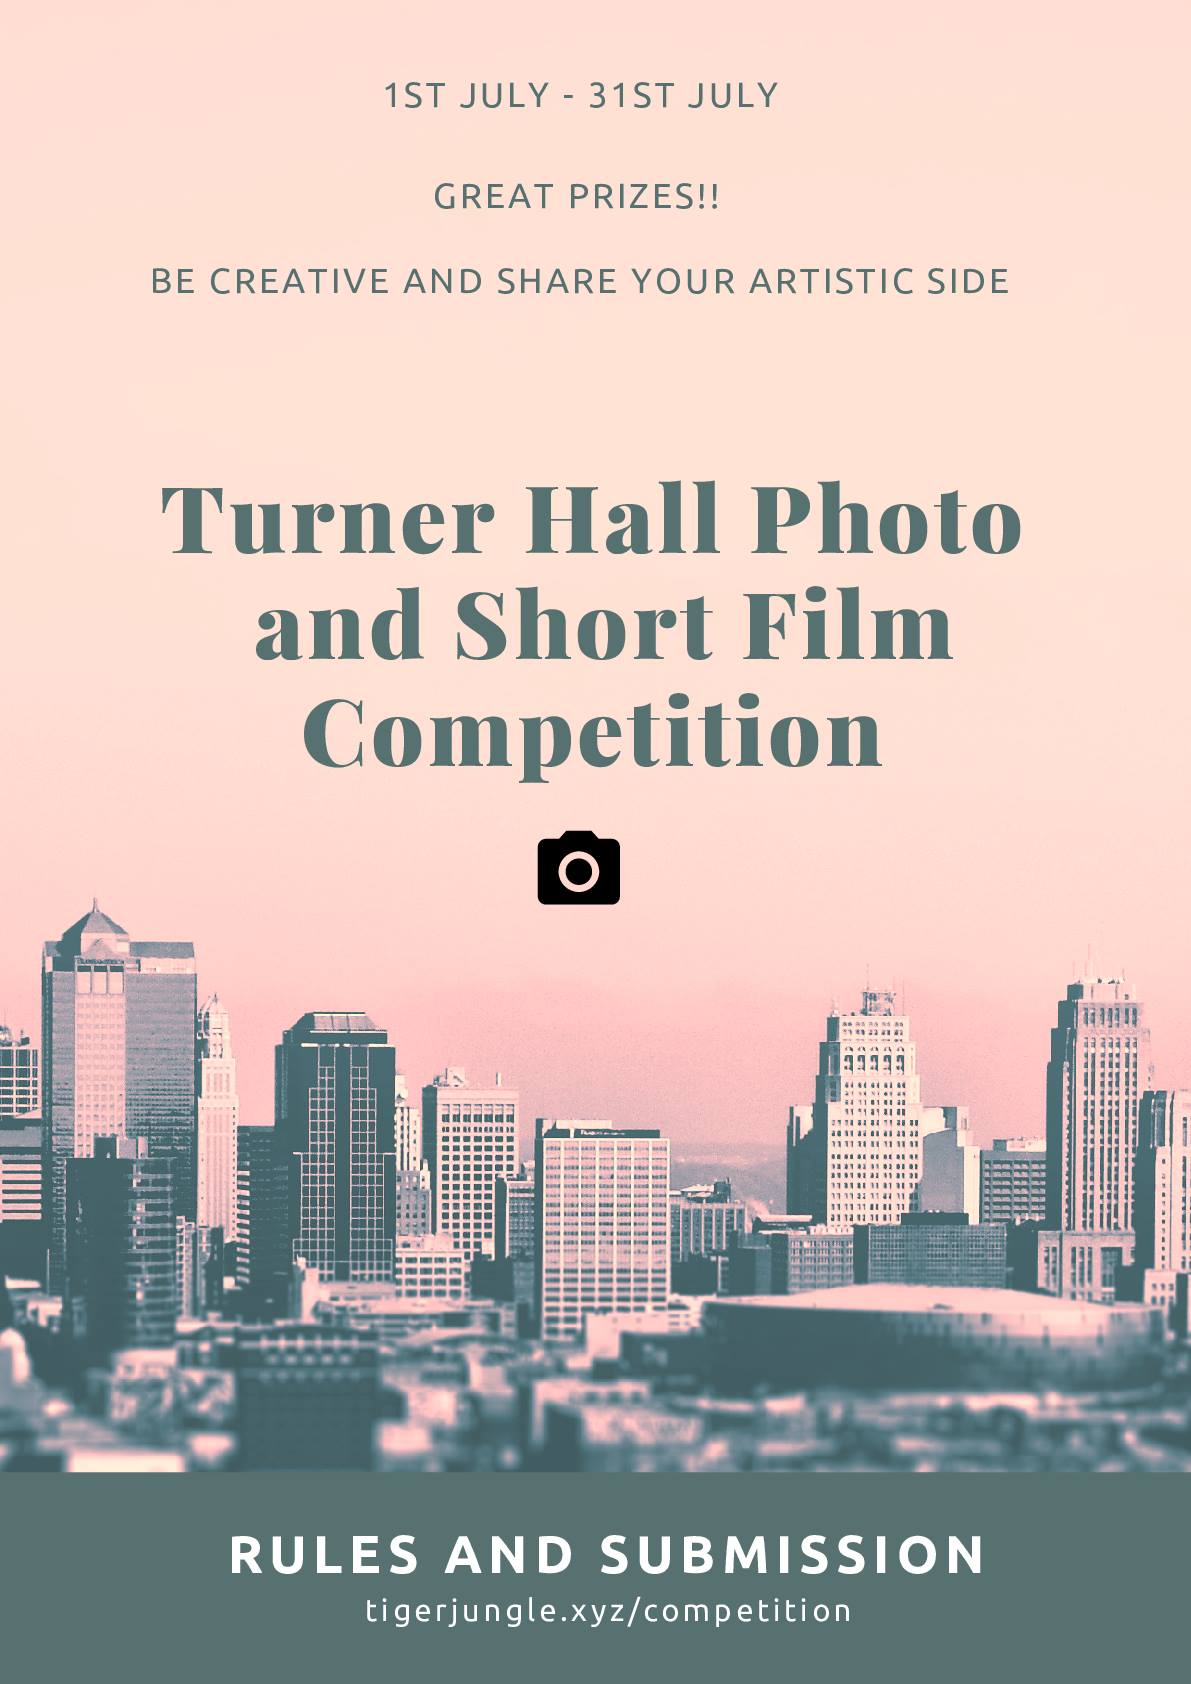 1ST JULY - 31ST JULY
GREAT PRIZES!!
BE CREATIVE AND SHARE YOUR ARTISTIC SIDE
Turner Hall Photo
and Short Film
Competition
RULES AND SUBMISSION
tigerjungle.xyz/competition